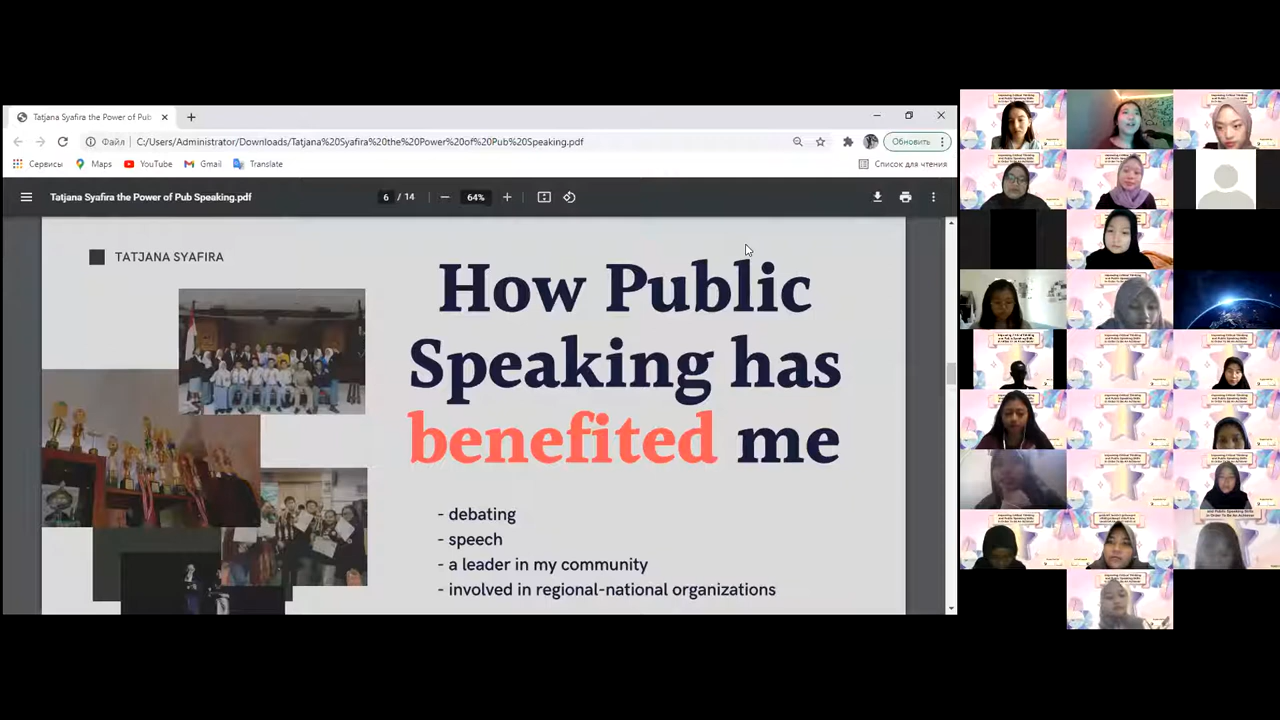 Tatjana Syafira the Power of Pub
Файл
C:/Users/Administrator/Downloads/Tatjana%20Syafira%20the%20Power%20of%20Pub%20Speaking.pdf
Обновить
Сервисы
Maps
YouTube
Gmail
Translate
Список для чтения
Tatjana Syafira the Power of Pub Speaking.pdf
6 / 14
64%
TATJANA SYAFIRA
How Public
Speaking has
benefited me
- debating
- speech
- a leader in my community
- involved in regional-national organizations